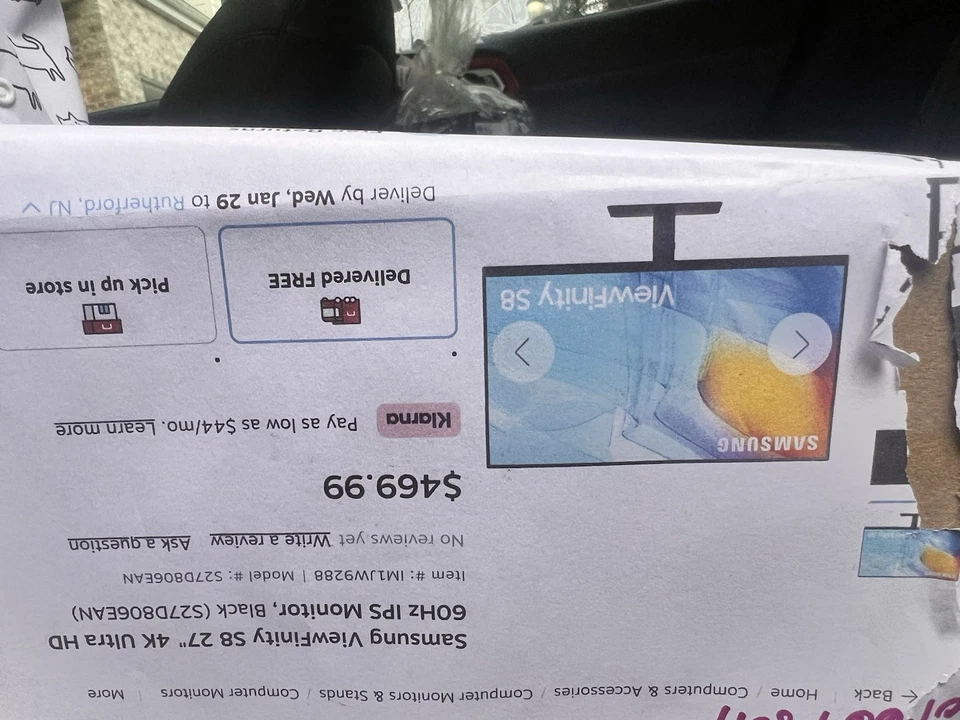 ← Back | Home / Computers & Accessories / Computer Monitors & Stands / Computer Monitors | More
Samsung ViewFinity S8 27" 4K Ultra HD
60Hz IPS Monitor, Black (S27D806EAN)
Item #: IM1JW9288 | Model #: S27D806EAN
No reviews yet Write a review Ask a question
$469.99
Klarna Pay as low as $44/mo. Learn more
SAMSUNG
ViewFinity S8
Delivered FREE
Pick up in store
Deliver by Wed, Jan 29 to Rutherford, NJ
Free Returns